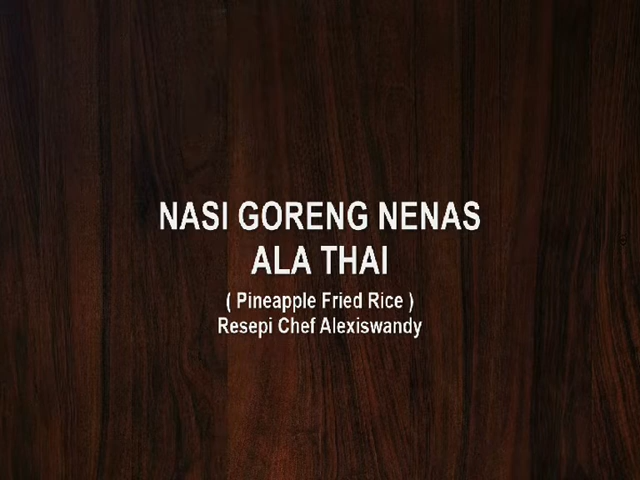 NASI GORENG NENAS
ALA THAI
( Pineapple Fried Rice )
Resepi Chef Alexiswandy